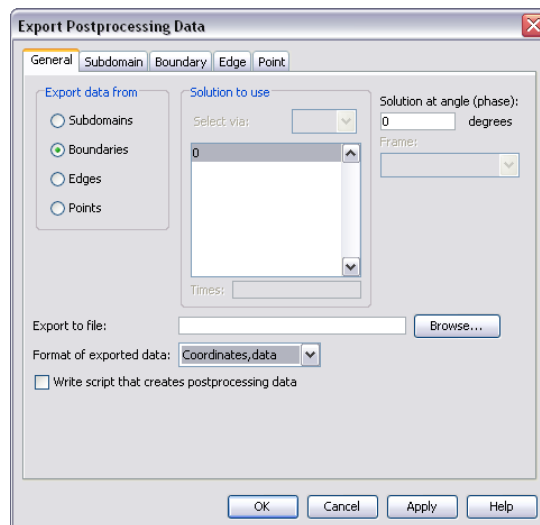 Export Postprocessing Data
General Subdomain Boundary Edge Point
Export data from
Subdomains
Boundaries
Edges
Points
Solution to use
Select via:
0
Times:
Solution at angle (phase):
0 degrees
Frame:
Export to file:
Browse...
Format of exported data: Coordinates,data
Write script that creates postprocessing data
OK Cancel Apply Help